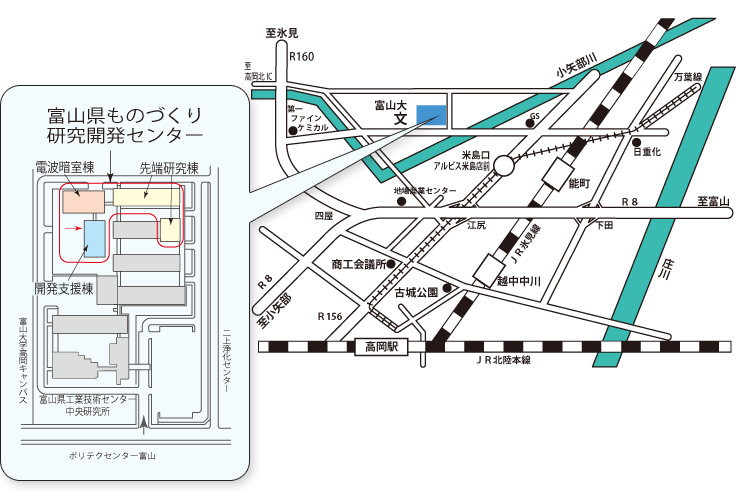 至氷見
R160
至
高岡北IC
小矢部川
万葉線
富山大
文
第一
ファイン
ケミカル
GS
日重化
米島口
アルビス米島店前
能町
地場産業センター
R8
至富山
四屋
江尻
下田
JR氷見線
庄川
商工会議所
越中中川
古城公園
R8
至小矢部
R156
高岡駅
JR北陸本線
富山県ものづくり
研究開発センター
電波暗室棟
先端研究棟
開発支援棟
富山大学高岡キャンパス
二上浄化センター
富山県工業技術センター
中央研究所
ポリテクセンター富山